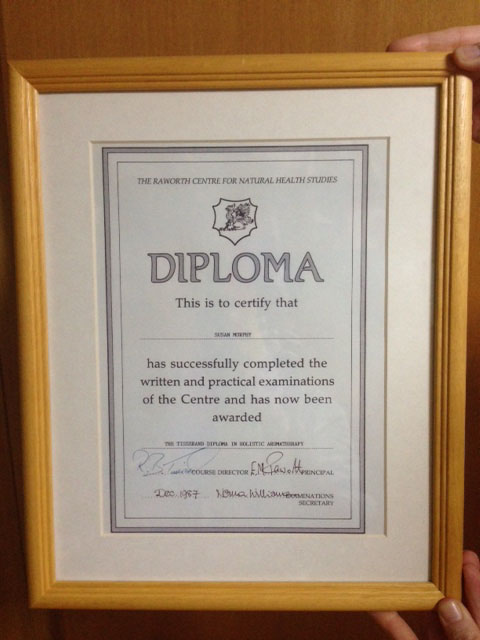 THE RAWORTH CENTRE FOR NATURAL HEALTH STUDIES
DIPLOMA
This is to certify that
SUSAN MURPHY
has successfully completed the
written and practical examinations
of the Centre and has now been
awarded
THE TISSERAND DIPLOMA IN HOLISTIC AROMATHERAPY
COURSE DIRECTOR E.M. Raworth PRINCIPAL
Dec. 1987 Williams EXAMINATIONS
SECRETARY